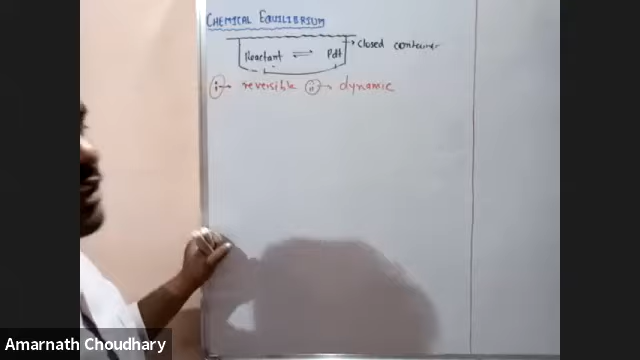 CHEMICAL EQUILIBRIUM
Reactant ⇌ Pdt → closed container
(i) → reversible (ii) → dynamic
Amarnath Choudhary